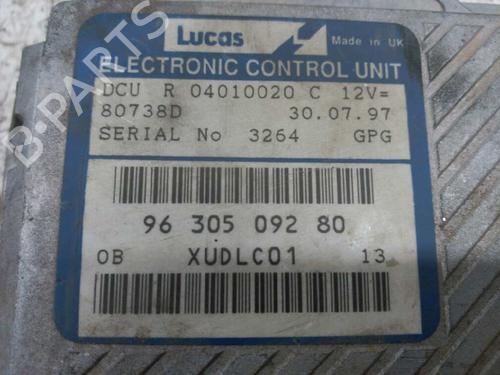 Lucas
Made in UK
ELECTRONIC CONTROL UNIT
DCU R 04010020 C 12V=
80738D 30.07.97
SERIAL No 3264 GPG
96 305 092 80
OB XUDLC01 13
B-PARTS